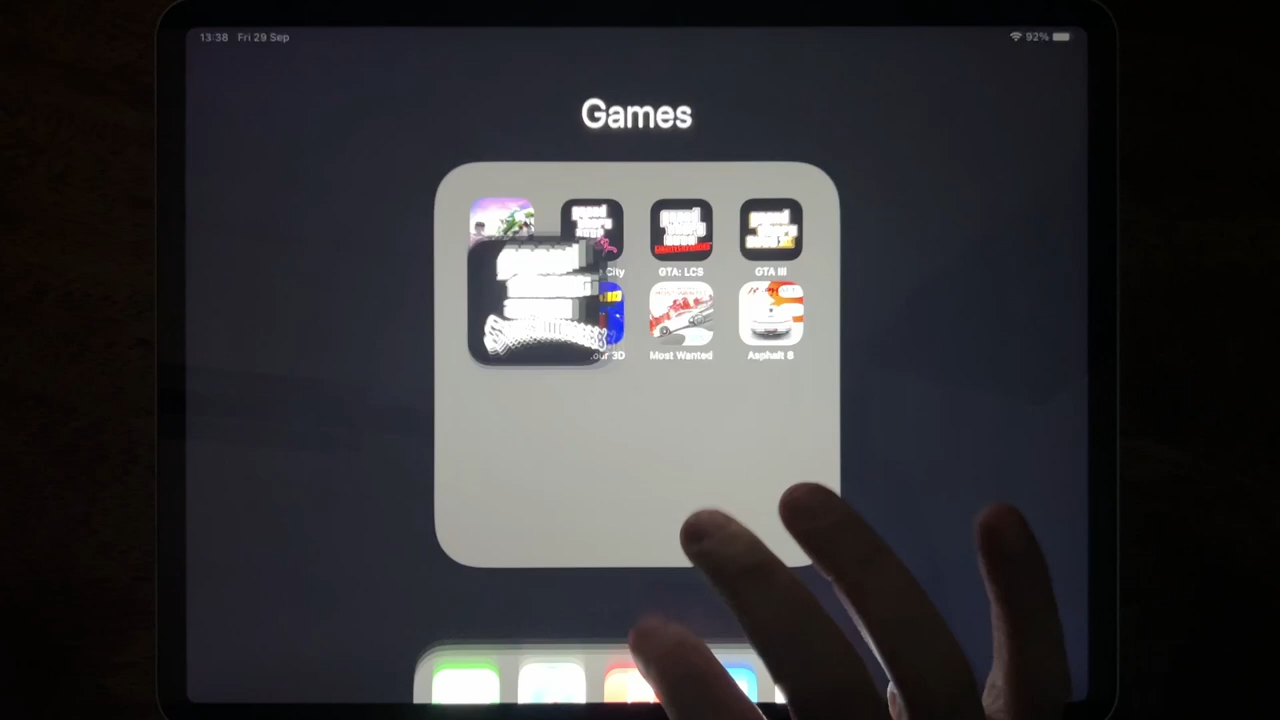 13:38 Fri 29 Sep
92%
Games
City
GTA: LCS
GTA III
our 3D
Most Wanted
Asphalt 8